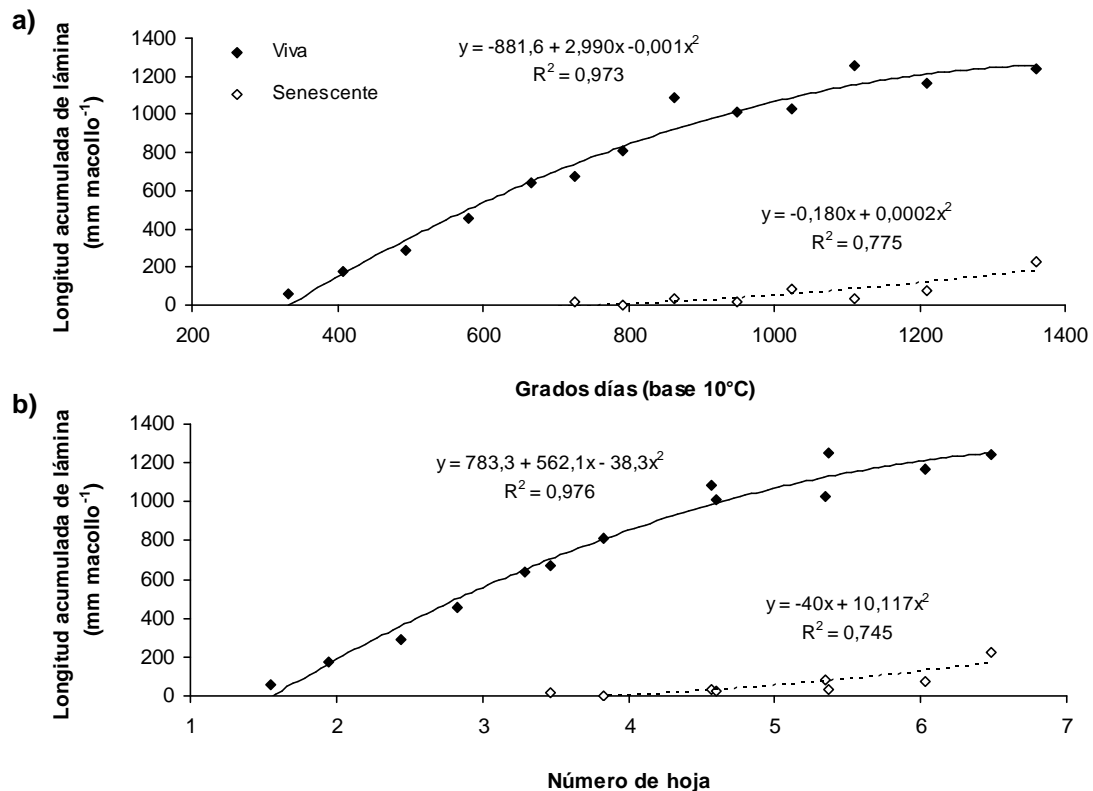 a)
Longitud acumulada de lámina
(mm macollo⁻¹)
1400
1200
1000
800
600
400
200
0
Viva
Senescente
y = -881,6 + 2,990x -0,001x²
R² = 0,973
y = -0,180x + 0,0002x²
R² = 0,775
200 400 600 800 1000 1200 1400
Grados días (base 10°C)
b)
Longitud acumulada de lámina
(mm macollo⁻¹)
1400
1200
1000
800
600
400
200
0
y = 783,3 + 562,1x - 38,3x²
R² = 0,976
y = -40x + 10,117x²
R² = 0,745
1 2 3 4 5 6 7
Número de hoja